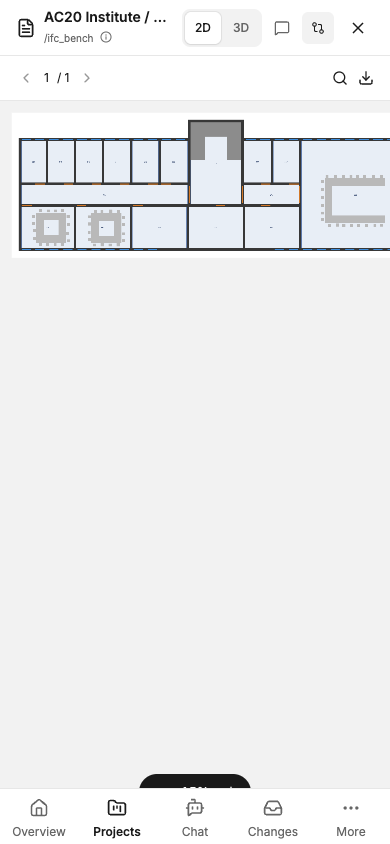 AC20 Institute / ...
/ifc_bench
2D 3D
1 / 1
Overview Projects Chat Changes More